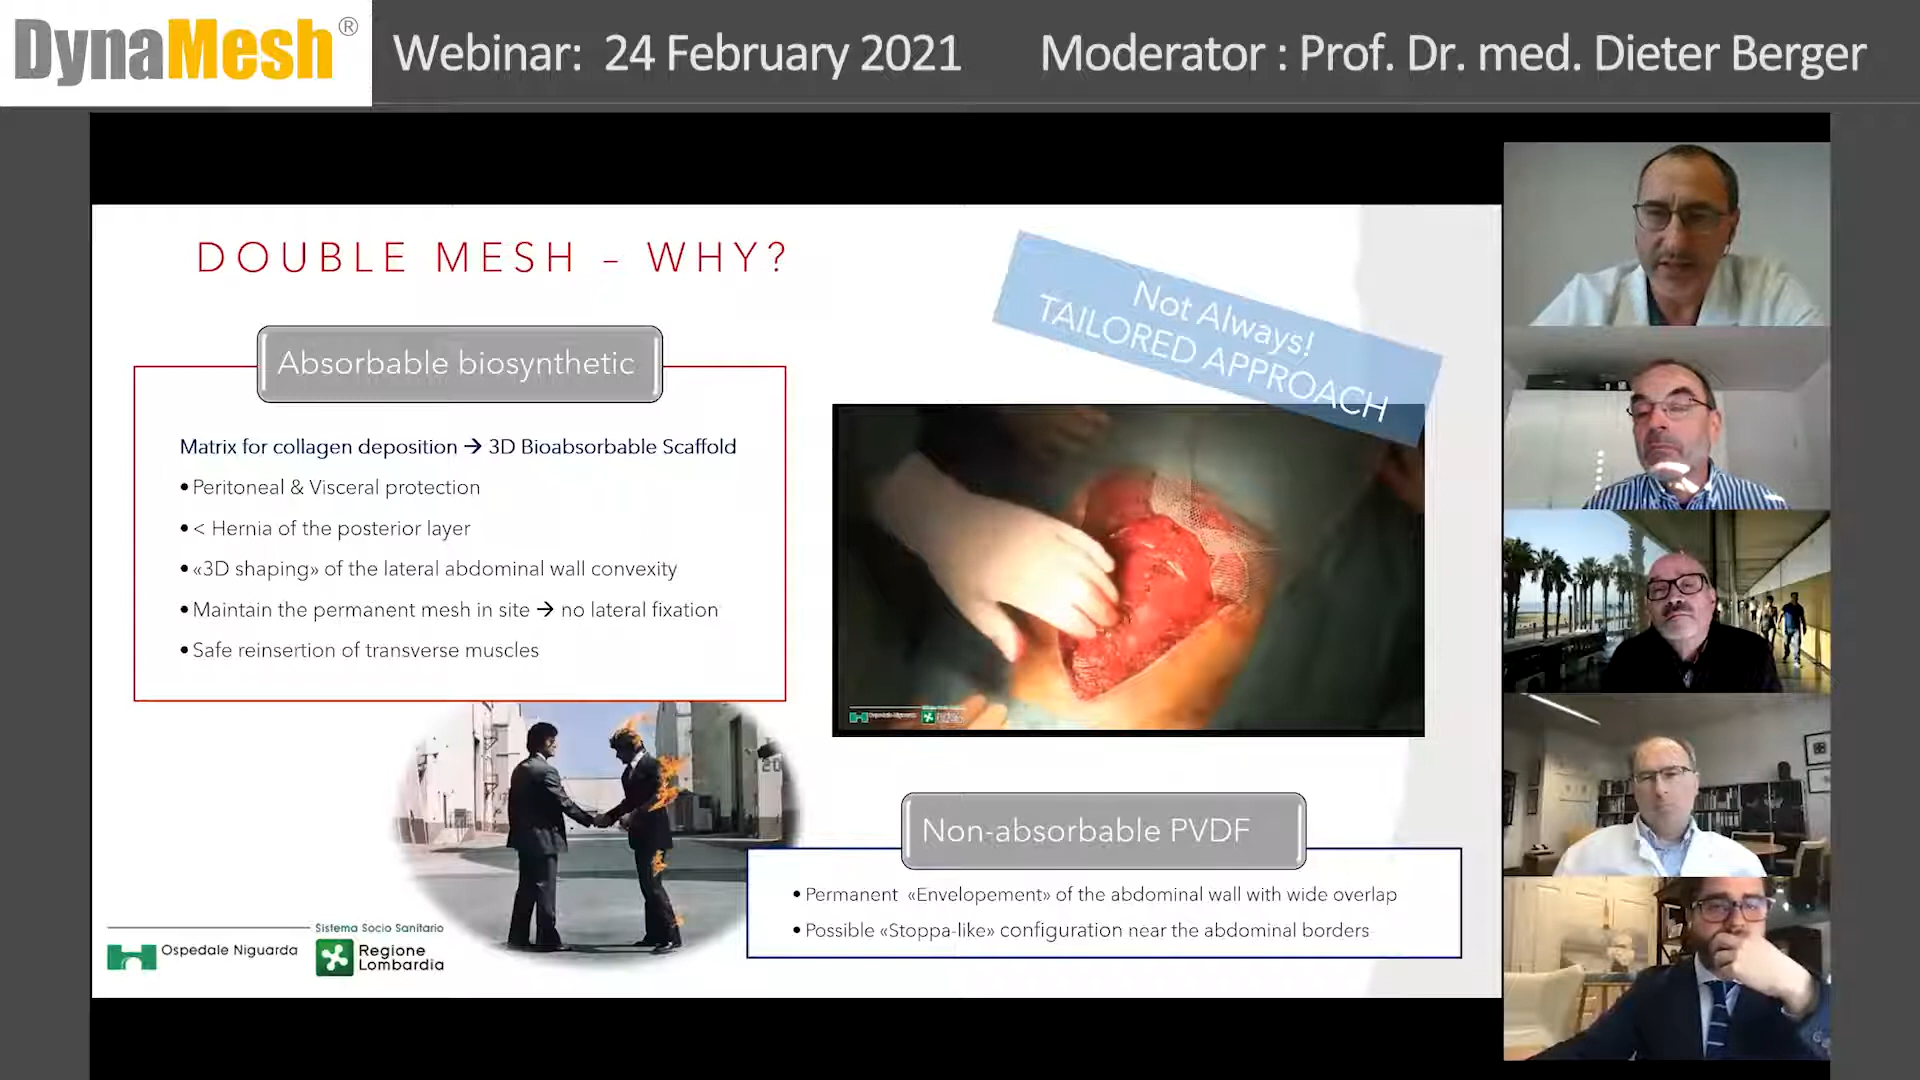 DynaMesh®
Webinar: 24 February 2021
Moderator : Prof. Dr. med. Dieter Berger
DOUBLE MESH – WHY?
Not Always!
TAILORED APPROACH
Absorbable biosynthetic
Matrix for collagen deposition → 3D Bioabsorbable Scaffold
• Peritoneal & Visceral protection
• < Hernia of the posterior layer
• «3D shaping» of the lateral abdominal wall convexity
• Maintain the permanent mesh in site → no lateral fixation
• Safe reinsertion of transverse muscles
Ospedale Niguarda
Non-absorbable PVDF
• Permanent «Envelopement» of the abdominal wall with wide overlap
• Possible «Stoppa-like» configuration near the abdominal borders
Ospedale Niguarda
Sistema Socio Sanitario
Regione
Lombardia